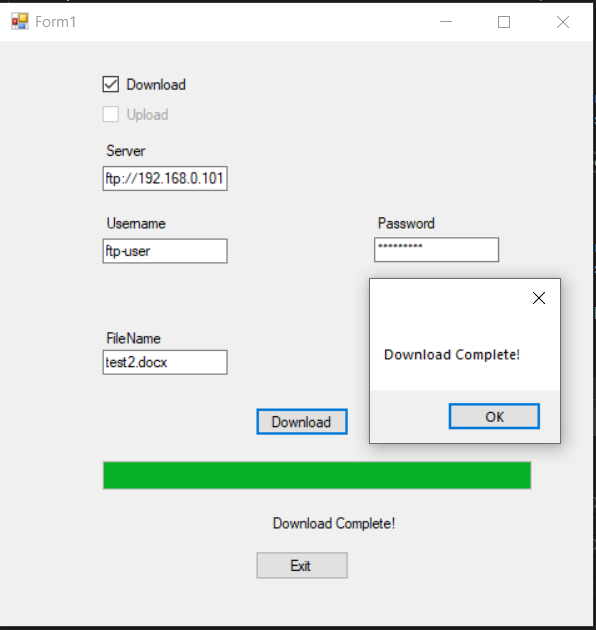 Form1
Download
Upload
Server
ftp://192.168.0.101
Username
Password
ftp-user
*********
Download Complete!
FileName
test2.docx
OK
Download
Download Complete!
Exit